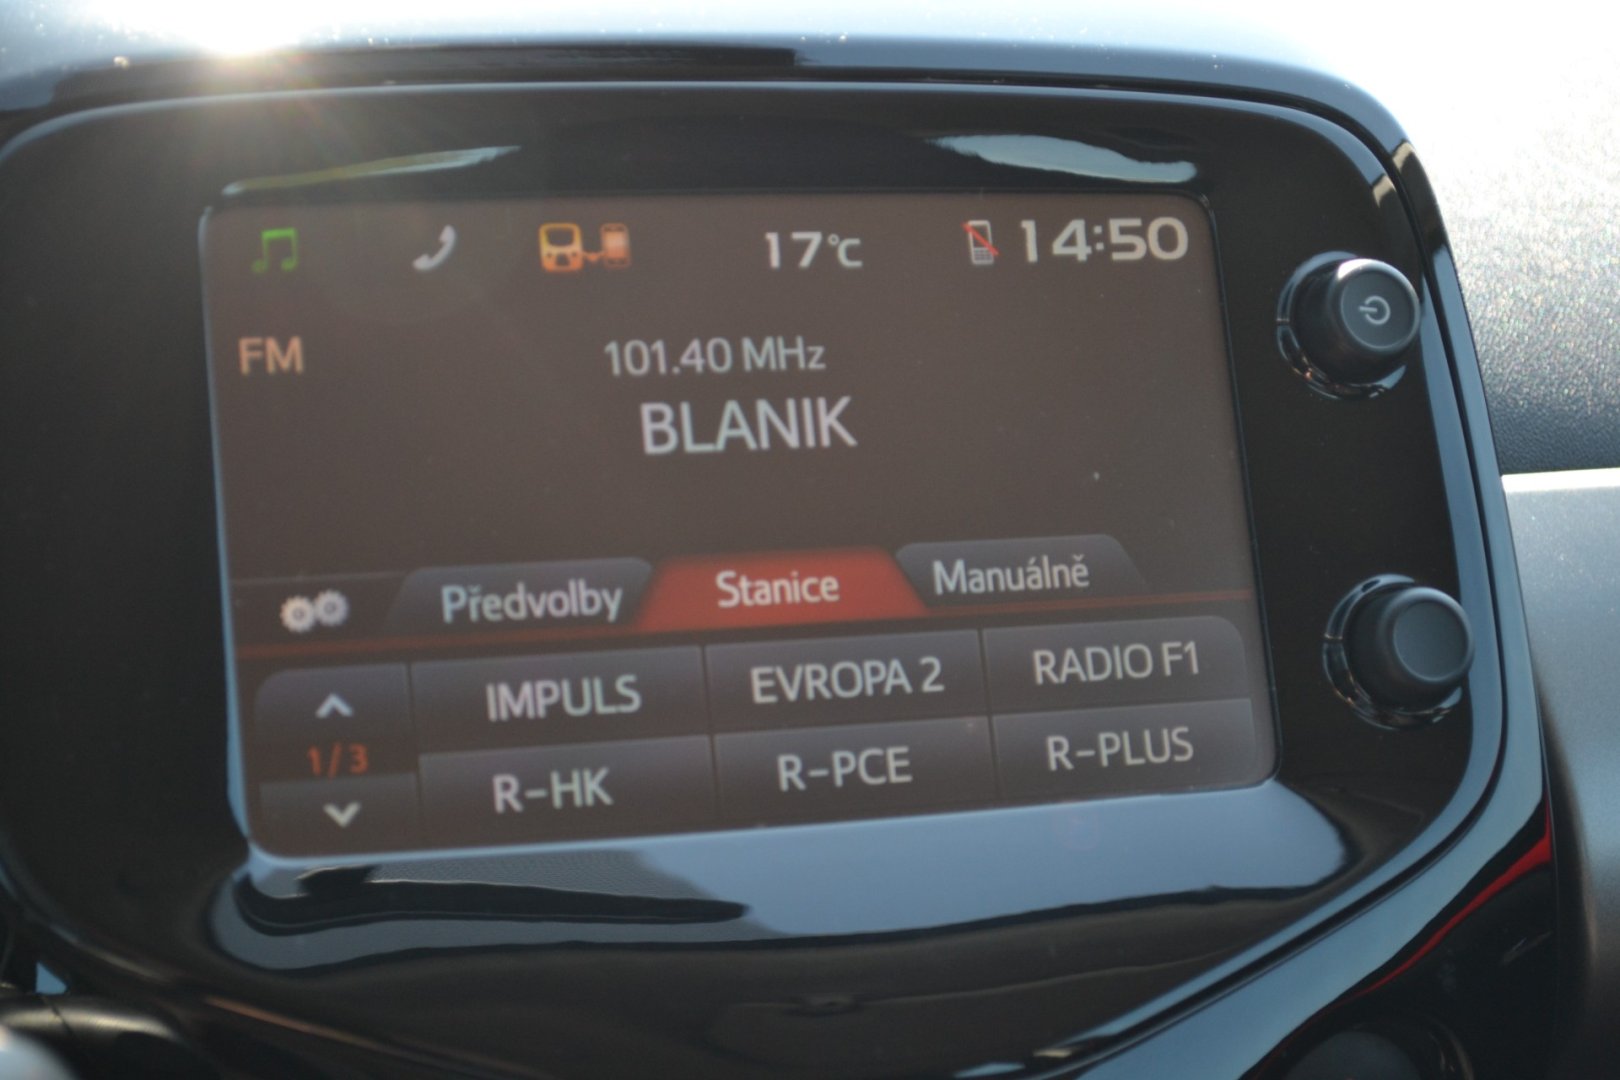 17°C 14:50
FM 101.40 MHz
BLANIK
Předvolby Stanice Manuálně
IMPULS EVROPA 2 RADIO F1
1/3
R-HK R-PCE R-PLUS